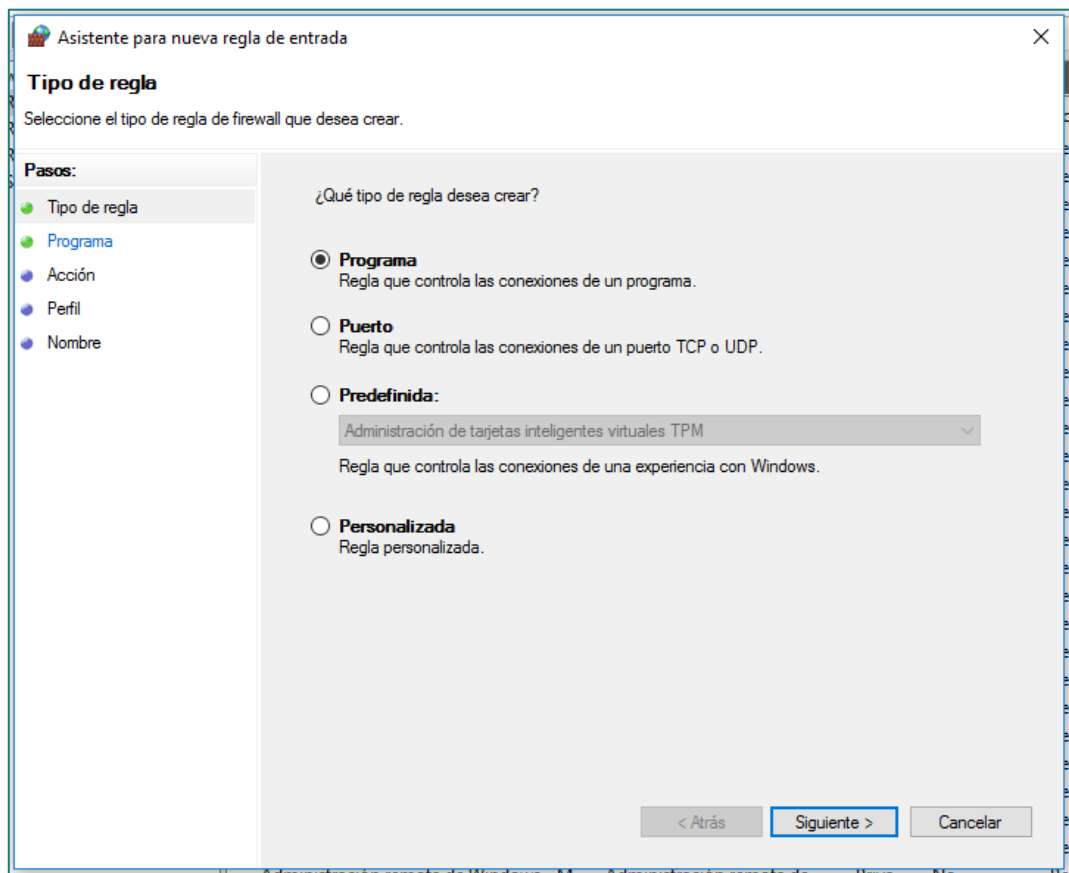 Asistente para nueva regla de entrada
Tipo de regla
Seleccione el tipo de regla de firewall que desea crear.
Pasos:
Tipo de regla
Programa
Acción
Perfil
Nombre
¿Qué tipo de regla desea crear?
Programa
Regla que controla las conexiones de un programa.
Puerto
Regla que controla las conexiones de un puerto TCP o UDP.
Predefinida:
Administración de tarjetas inteligentes virtuales TPM
Regla que controla las conexiones de una experiencia con Windows.
Personalizada
Regla personalizada.
< Atrás
Siguiente >
Cancelar